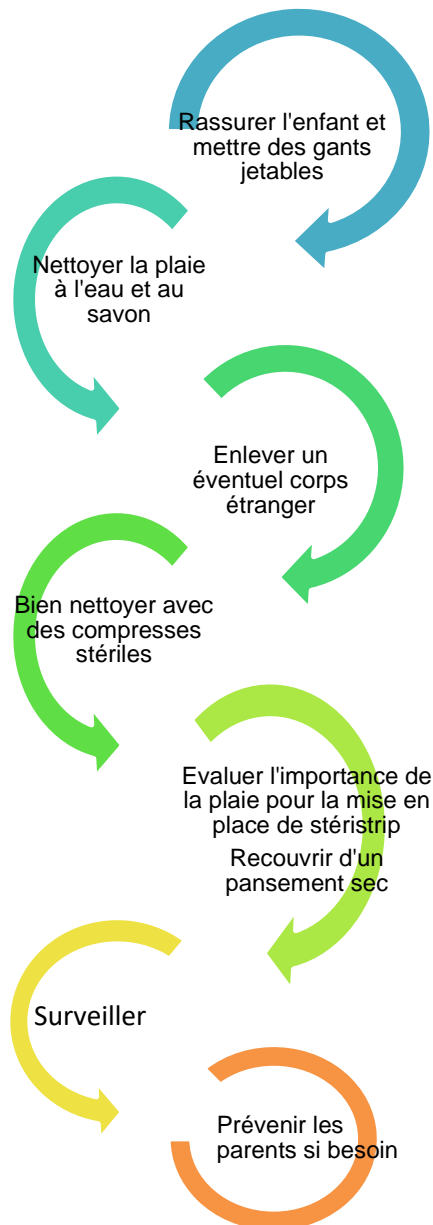 Rassurer l'enfant et
mettre des gants
jetables
Nettoyer la plaie
à l'eau et au
savon
Enlever un
éventuel corps
étranger
Bien nettoyer avec
des compresses
stériles
Evaluer l'importance de
la plaie pour la mise en
place de stéristrip
Recouvrir d'un
pansement sec
Surveiller
Prévenir les
parents si besoin